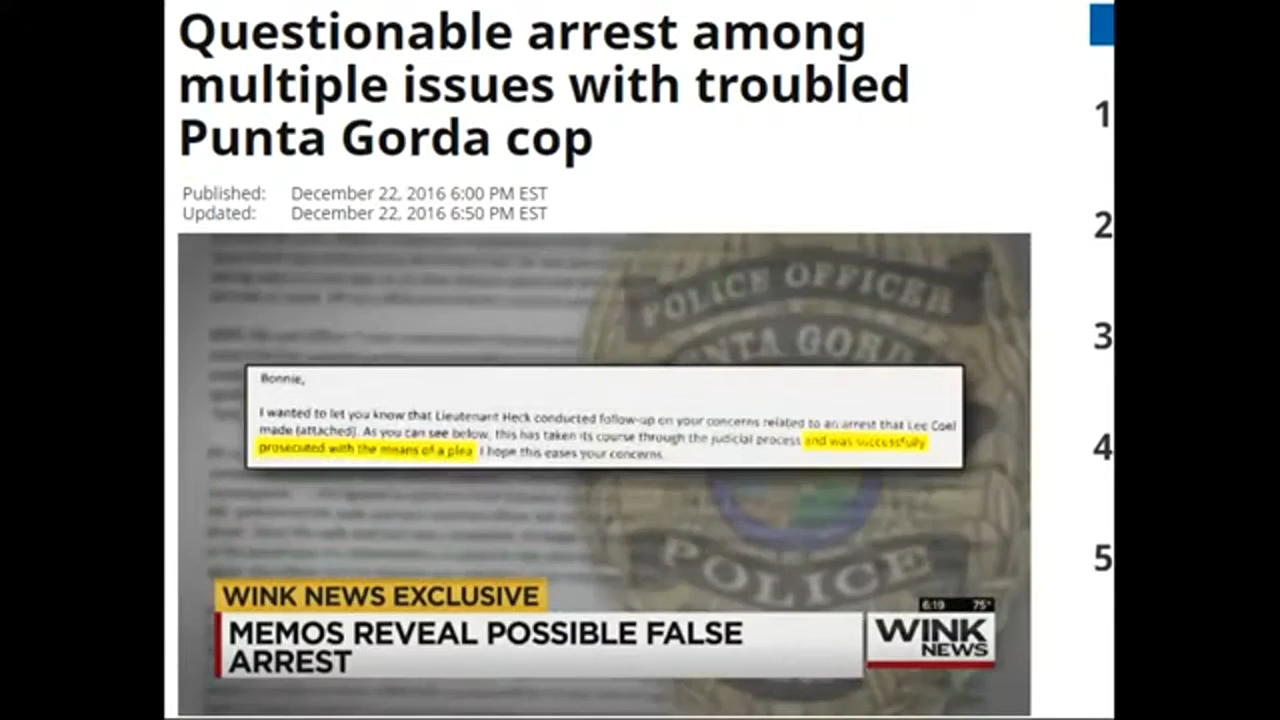 Questionable arrest among
multiple issues with troubled
Punta Gorda cop
Published: December 22, 2016 6:00 PM EST
Updated: December 22, 2016 6:50 PM EST
1
2
3
4
5
POLICE OFFICER
NTA GORD
Bonnie,
I wanted to let you know that Lieutenant Heck conducted follow-up on your concerns related to an arrest that Lee Coel
made (attached). As you can see below, this has taken its course through the judicial process and was successfully
prosecuted with the means of a plea. I hope this eases your concerns.
POLICE
WINK NEWS EXCLUSIVE
6:19 75°
MEMOS REVEAL POSSIBLE FALSE
ARREST
WINK
NEWS